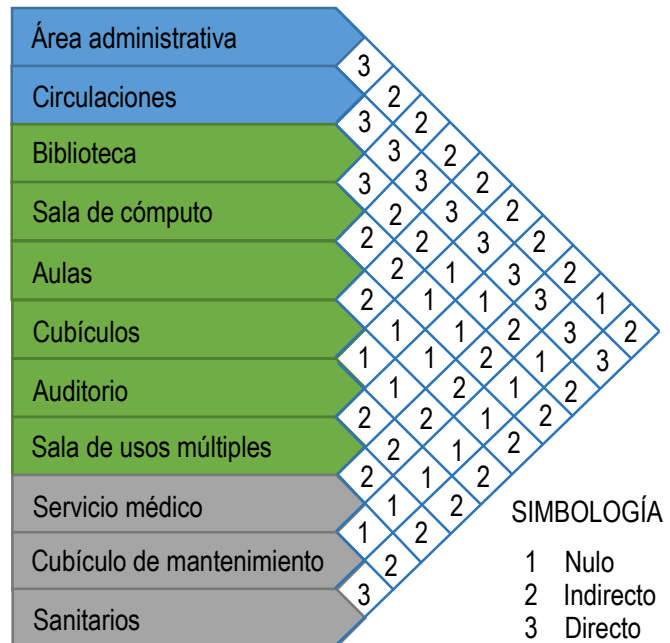 Área administrativa
3
Circulaciones 2
3 2
Biblioteca 3 2
3 3 2
Sala de cómputo 2 3 2
2 2 3 2
Aulas 2 1 3 2
2 1 1 3 1
Cubículos 1 1 2 3 2
1 1 2 1 3
Auditorio 1 2 1 2
2 2 1 2
Sala de usos múltiples 2 1 2
2 1 2
Servicio médico 1 2
1 2
Cubículo de mantenimiento 2
3
Sanitarios
SIMBOLOGÍA
1 Nulo
2 Indirecto
3 Directo